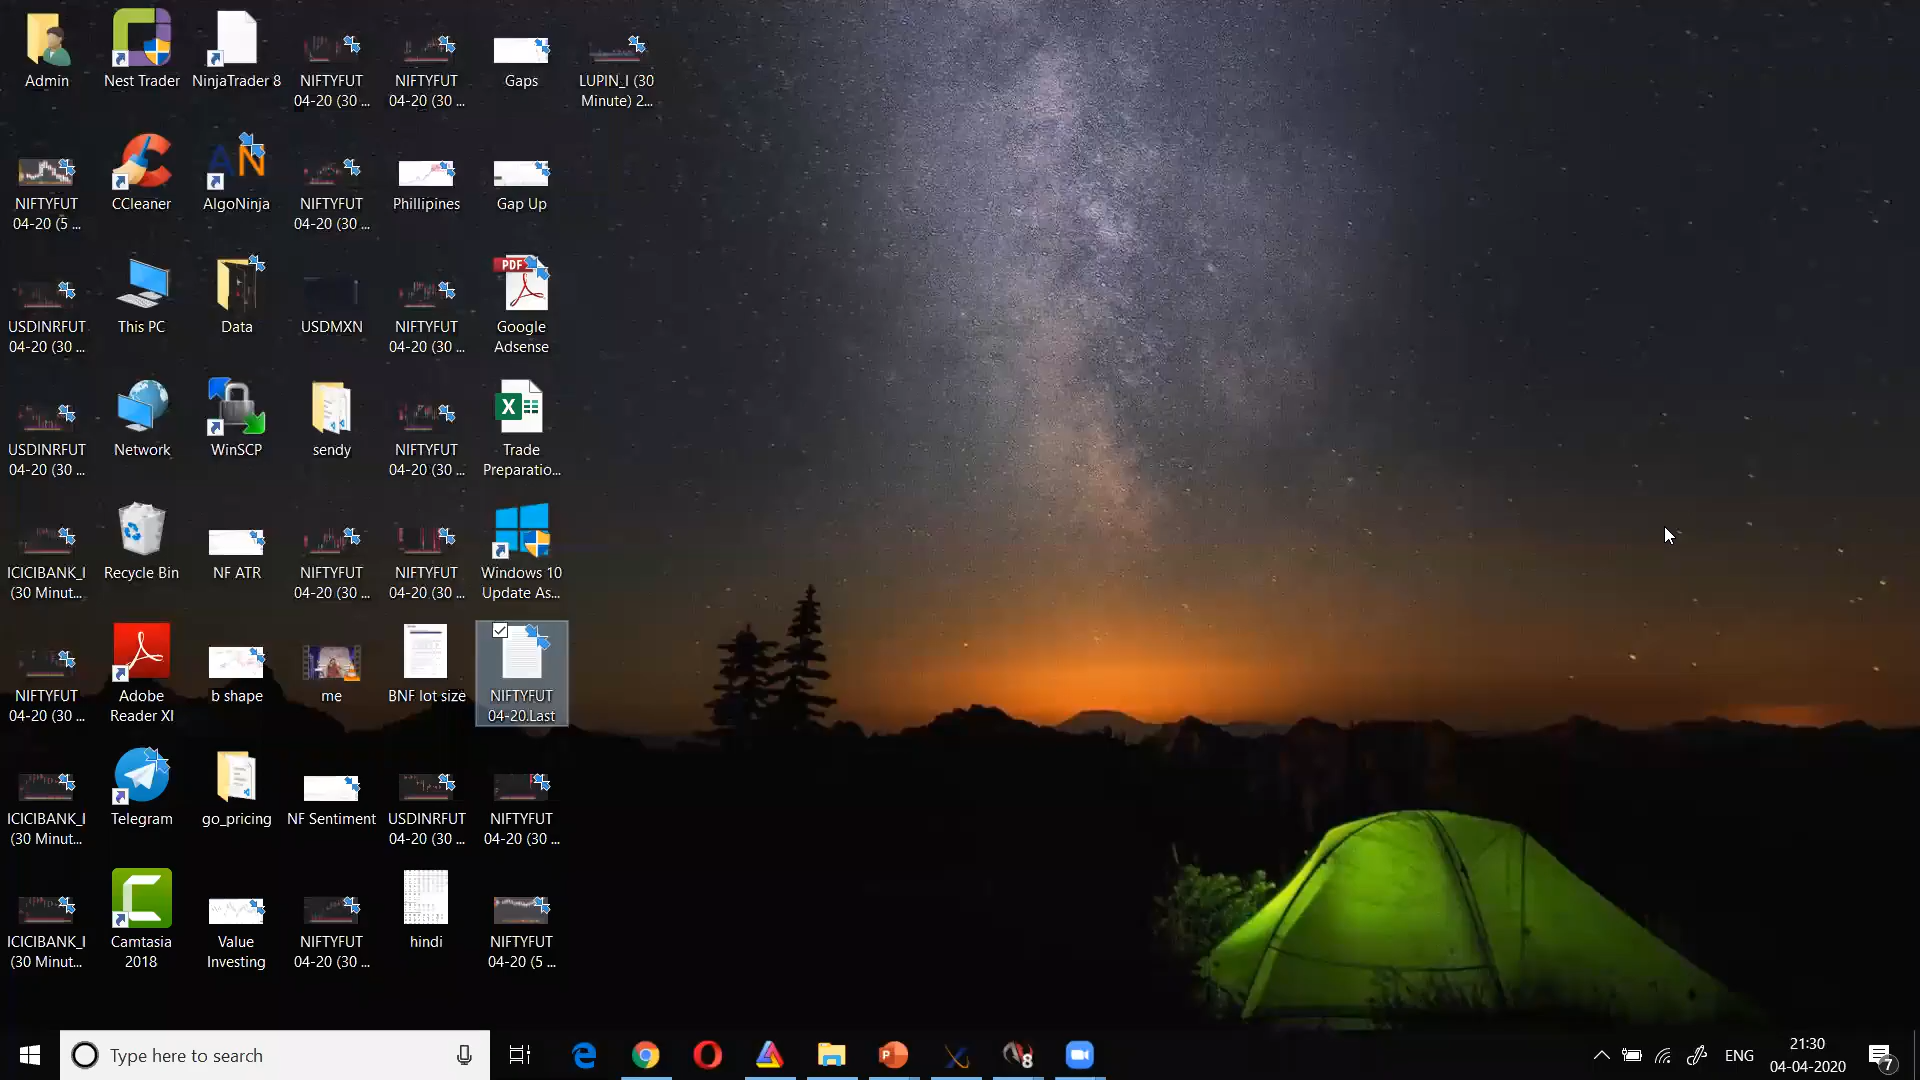 Admin
Nest Trader
NinjaTrader 8
NIFTYFUT
04-20 (30 ...
NIFTYFUT
04-20 (30 ...
Gaps
LUPIN_I (30
Minute) 2...
NIFTYFUT
04-20 (5 ...
CCleaner
AlgoNinja
NIFTYFUT
04-20 (30 ...
Phillipines
Gap Up
USDINRFUT
04-20 (30 ...
This PC
Data
USDMXN
NIFTYFUT
04-20 (30 ...
PDF
Google
Adsense
USDINRFUT
04-20 (30 ...
Network
WinSCP
sendy
NIFTYFUT
04-20 (30 ...
Trade
Preparatio...
ICICIBANK_I
(30 Minut...
Recycle Bin
NF ATR
NIFTYFUT
04-20 (30 ...
NIFTYFUT
04-20 (30 ...
Windows 10
Update As...
NIFTYFUT
04-20 (30 ...
Adobe
Reader XI
b shape
me
BNF lot size
NIFTYFUT
04-20.Last
ICICIBANK_I
(30 Minut...
Telegram
go_pricing
NF Sentiment
USDINRFUT
04-20 (30 ...
NIFTYFUT
04-20 (30 ...
ICICIBANK_I
(30 Minut...
Camtasia
2018
Value
Investing
NIFTYFUT
04-20 (30 ...
hindi
NIFTYFUT
04-20 (5 ...
Type here to search
ENG
21:30
04-04-2020
7